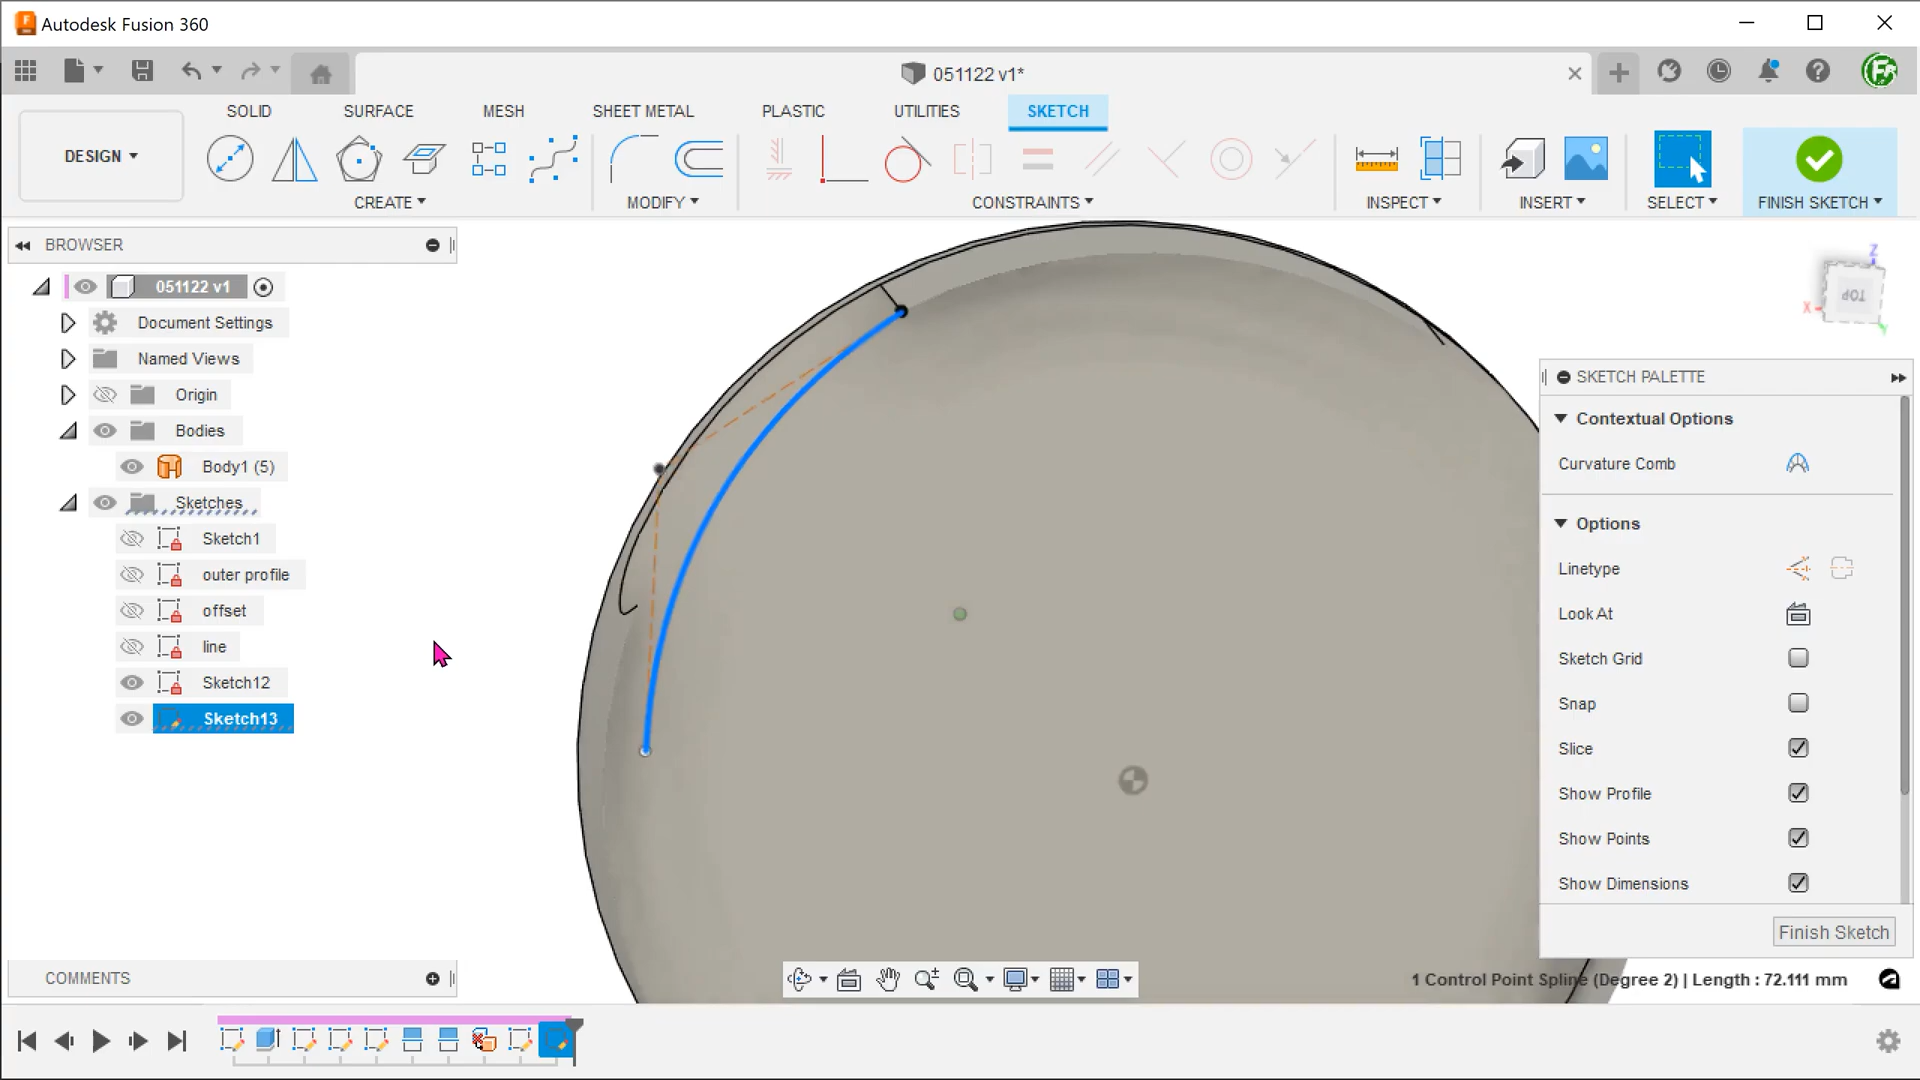 Autodesk Fusion 360
051122 v1*
SOLID SURFACE MESH SHEET METAL PLASTIC UTILITIES SKETCH
DESIGN
CREATE MODIFY CONSTRAINTS INSPECT INSERT SELECT FINISH SKETCH
BROWSER
051122 v1
Document Settings
Named Views
Origin
Bodies
Body1 (5)
Sketches
Sketch1
outer profile
offset
line
Sketch12
Sketch13
Z
TOP
X
Y
SKETCH PALETTE
Contextual Options
Curvature Comb
Options
Linetype
Look At
Sketch Grid
Snap
Slice
Show Profile
Show Points
Show Dimensions
Finish Sketch
COMMENTS
1 Control Point Spline (Degree 2) | Length : 72.111 mm